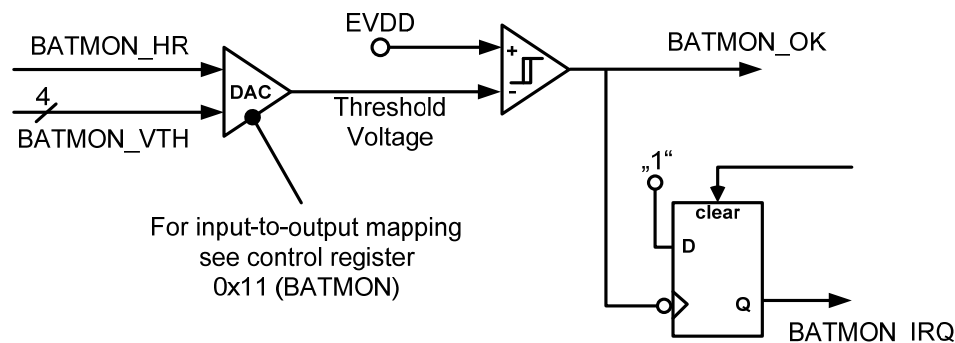 EVDD
BATMON_HR
BATMON_OK
+
DAC
4
-
Threshold
Voltage
BATMON_VTH
„1“
clear
For input-to-output mapping
see control register
0x11 (BATMON)
D
Q
BATMON_IRQ